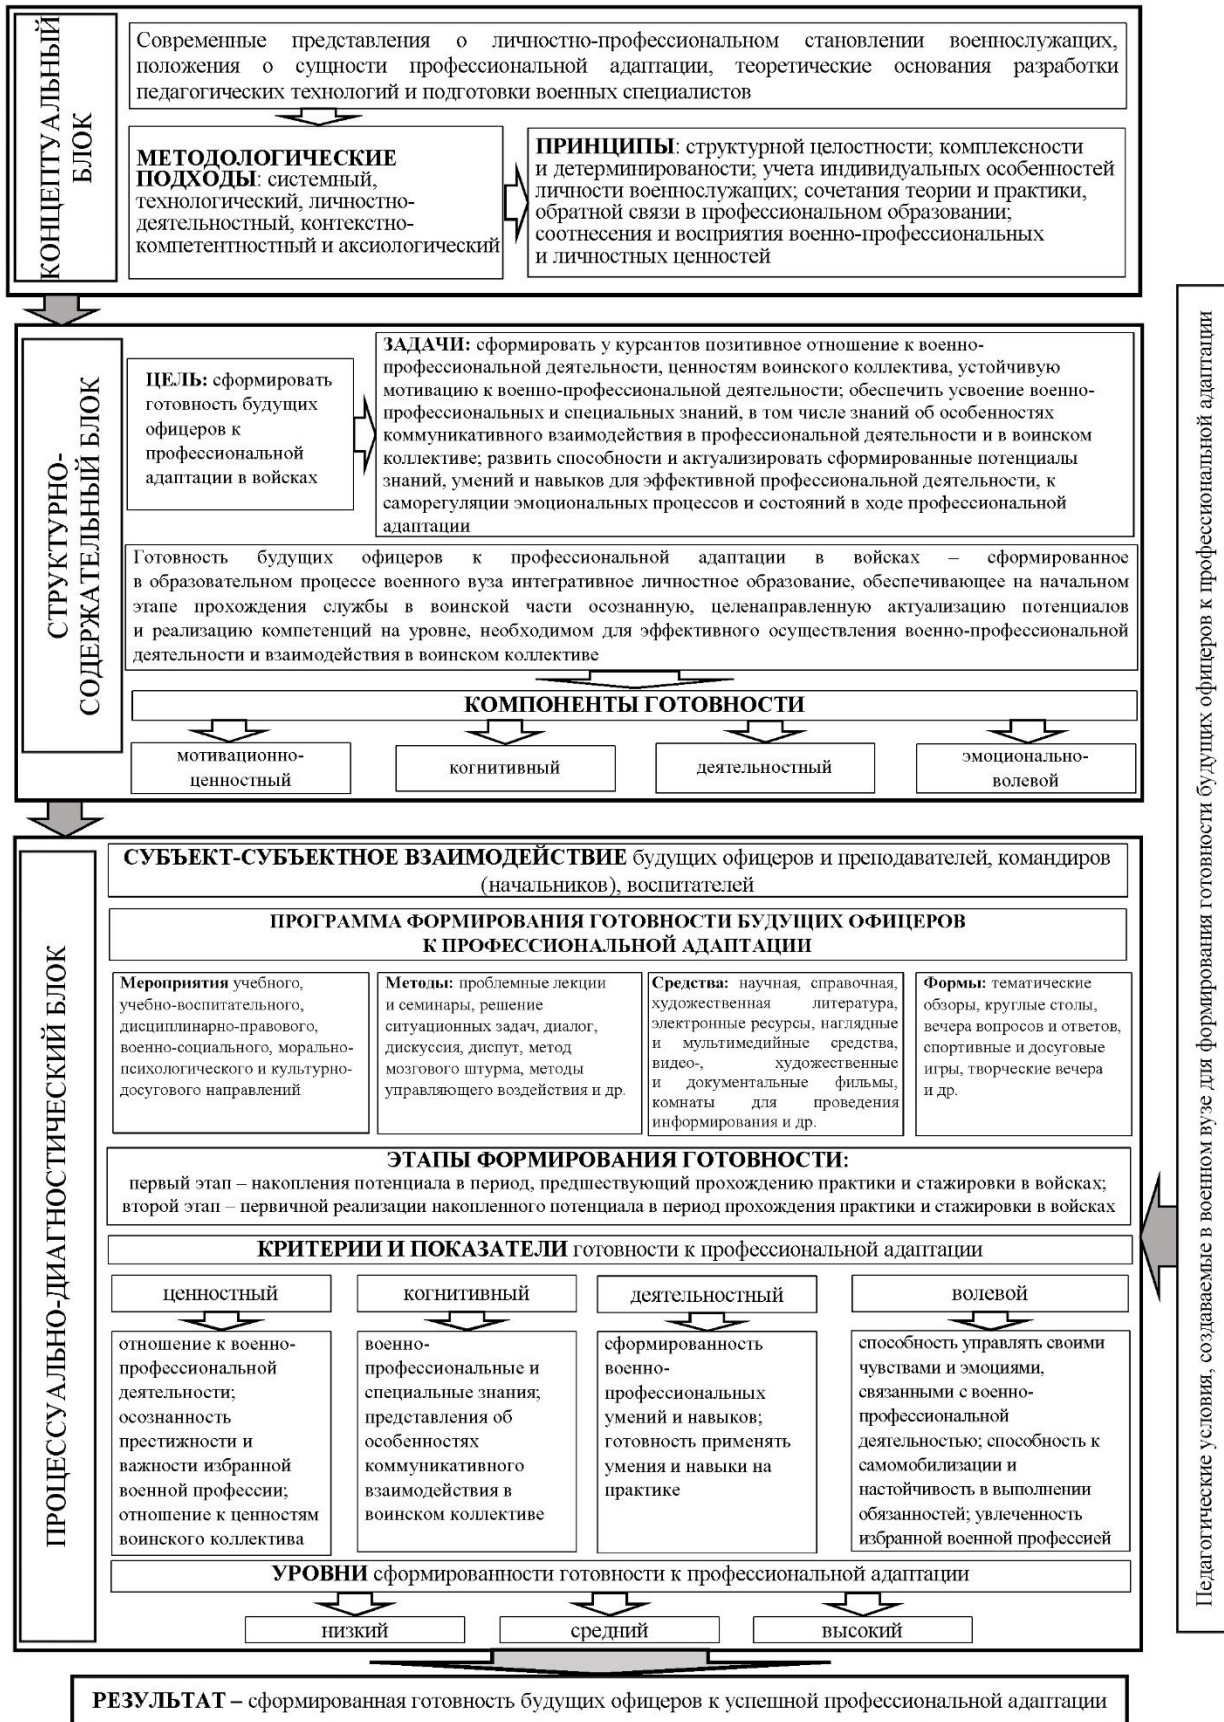 КОНЦЕПТУАЛЬНЫЙ
БЛОК
Современные представления о личностно-профессиональном становлении военнослужащих,
положения о сущности профессиональной адаптации, теоретические основания разработки
педагогических технологий и подготовки военных специалистов
МЕТОДОЛОГИЧЕСКИЕ
ПОДХОДЫ: системный,
технологический, личностно-
деятельностный, контекстно-
компетентностный и аксиологический
ПРИНЦИПЫ: структурной целостности; комплексности
и детерминированости; учета индивидуальных особенностей
личности военнослужащих; сочетания теории и практики,
обратной связи в профессиональном образовании;
соотнесения и восприятия военно-профессиональных
и личностных ценностей
СТРУКТУРНО-
СОДЕРЖАТЕЛЬНЫЙ БЛОК
ЦЕЛЬ: сформировать
готовность будущих
офицеров к
профессиональной
адаптации в войсках
ЗАДАЧИ: сформировать у курсантов позитивное отношение к военно-
профессиональной деятельности, ценностям воинского коллектива, устойчивую
мотивацию к военно-профессиональной деятельности; обеспечить усвоение военно-
профессиональных и специальных знаний, в том числе знаний об особенностях
коммуникативного взаимодействия в профессиональной деятельности и в воинском
коллективе; развить способности и актуализировать сформированные потенциалы
знаний, умений и навыков для эффективной профессиональной деятельности, к
саморегуляции эмоциональных процессов и состояний в ходе профессиональной
адаптации
Готовность будущих офицеров к профессиональной адаптации в войсках – сформированное
в образовательном процессе военного вуза интегративное личностное образование, обеспечивающее на начальном
этапе прохождения службы в воинской части осознанную, целенаправленную актуализацию потенциалов
и реализацию компетенций на уровне, необходимом для эффективного осуществления военно-профессиональной
деятельности и взаимодействия в воинском коллективе
КОМПОНЕНТЫ ГОТОВНОСТИ
мотивационно-
ценностный
когнитивный
деятельностный
эмоционально-
волевой
ПРОЦЕССУАЛЬНО-ДИАГНОСТИЧЕСКИЙ БЛОК
СУБЪЕКТ-СУБЪЕКТНОЕ ВЗАИМОДЕЙСТВИЕ будущих офицеров и преподавателей, командиров
(начальников), воспитателей
ПРОГРАММА ФОРМИРОВАНИЯ ГОТОВНОСТИ БУДУЩИХ ОФИЦЕРОВ
К ПРОФЕССИОНАЛЬНОЙ АДАПТАЦИИ
Мероприятия учебного,
учебно-воспитательного,
дисциплинарно-правового,
военно-социального, морально-
психологического и культурно-
досугового направлений
Методы: проблемные лекции
и семинары, решение
ситуационных задач, диалог,
дискуссия, диспут, метод
мозгового штурма, методы
управляющего воздействия и др.
Средства: научная, справочная,
художественная литература,
электронные ресурсы, наглядные
и мультимедийные средства,
видео-, художественные
и документальные фильмы,
комнаты для проведения
информирования и др.
Формы: тематические
обзоры, круглые столы,
вечера вопросов и ответов,
спортивные и досуговые
игры, творческие вечера
и др.
ЭТАПЫ ФОРМИРОВАНИЯ ГОТОВНОСТИ:
первый этап – накопления потенциала в период, предшествующий прохождению практики и стажировки в войсках;
второй этап – первичной реализации накопленного потенциала в период прохождения практики и стажировки в войсках
КРИТЕРИИ И ПОКАЗАТЕЛИ готовности к профессиональной адаптации
ценностный
когнитивный
деятельностный
волевой
отношение к военно-
профессиональной
деятельности;
осознанность
престижности и
важности избранной
военной профессии;
отношение к ценностям
воинского коллектива
военно-
профессиональные и
специальные знания;
представления об
особенностях
коммуникативного
взаимодействия в
воинском коллективе
сформированность
военно-
профессиональных
умений и навыков;
готовность применять
умения и навыки на
практике
способность управлять своими
чувствами и эмоциями,
связанными с военно-
профессиональной
деятельностью; способность к
самомобилизации и
настойчивость в выполнении
обязанностей; увлеченность
избранной военной профессией
УРОВНИ сформированности готовности к профессиональной адаптации
низкий
средний
высокий
РЕЗУЛЬТАТ – сформированная готовность будущих офицеров к успешной профессиональной адаптации
Педагогические условия, создаваемые в военном вузе для формирования готовности будущих офицеров к профессиональной адаптации